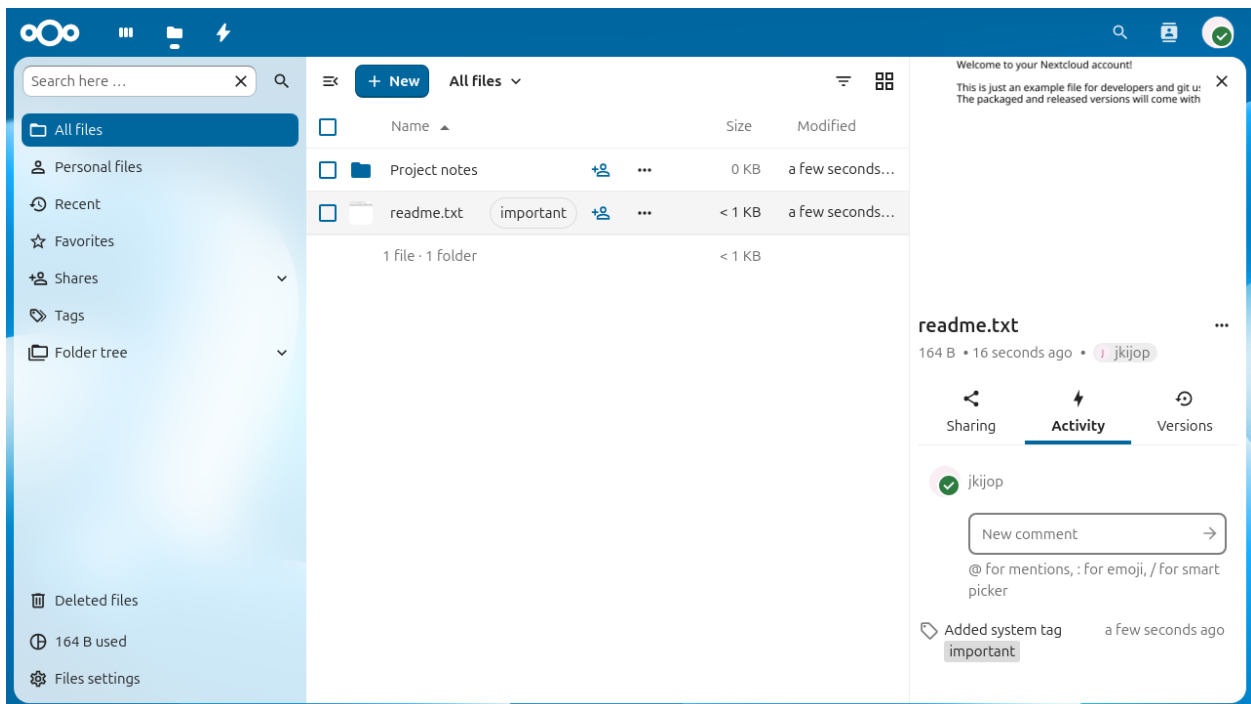 Search here ...
All files
Personal files
Recent
Favorites
Shares
Tags
Folder tree
Deleted files
164 B used
Files settings
+ New
All files
Name
Size
Modified
Project notes
0 KB
a few seconds...
readme.txt
important
< 1 KB
a few seconds...
1 file · 1 folder
< 1 KB
Welcome to your Nextcloud account!
This is just an example file for developers and git
The packaged and released versions will come with
readme.txt
164 B • 16 seconds ago • J jkijop
Sharing
Activity
Versions
jkijop
New comment
@ for mentions, : for emoji, / for smart
picker
Added system tag
a few seconds ago
important